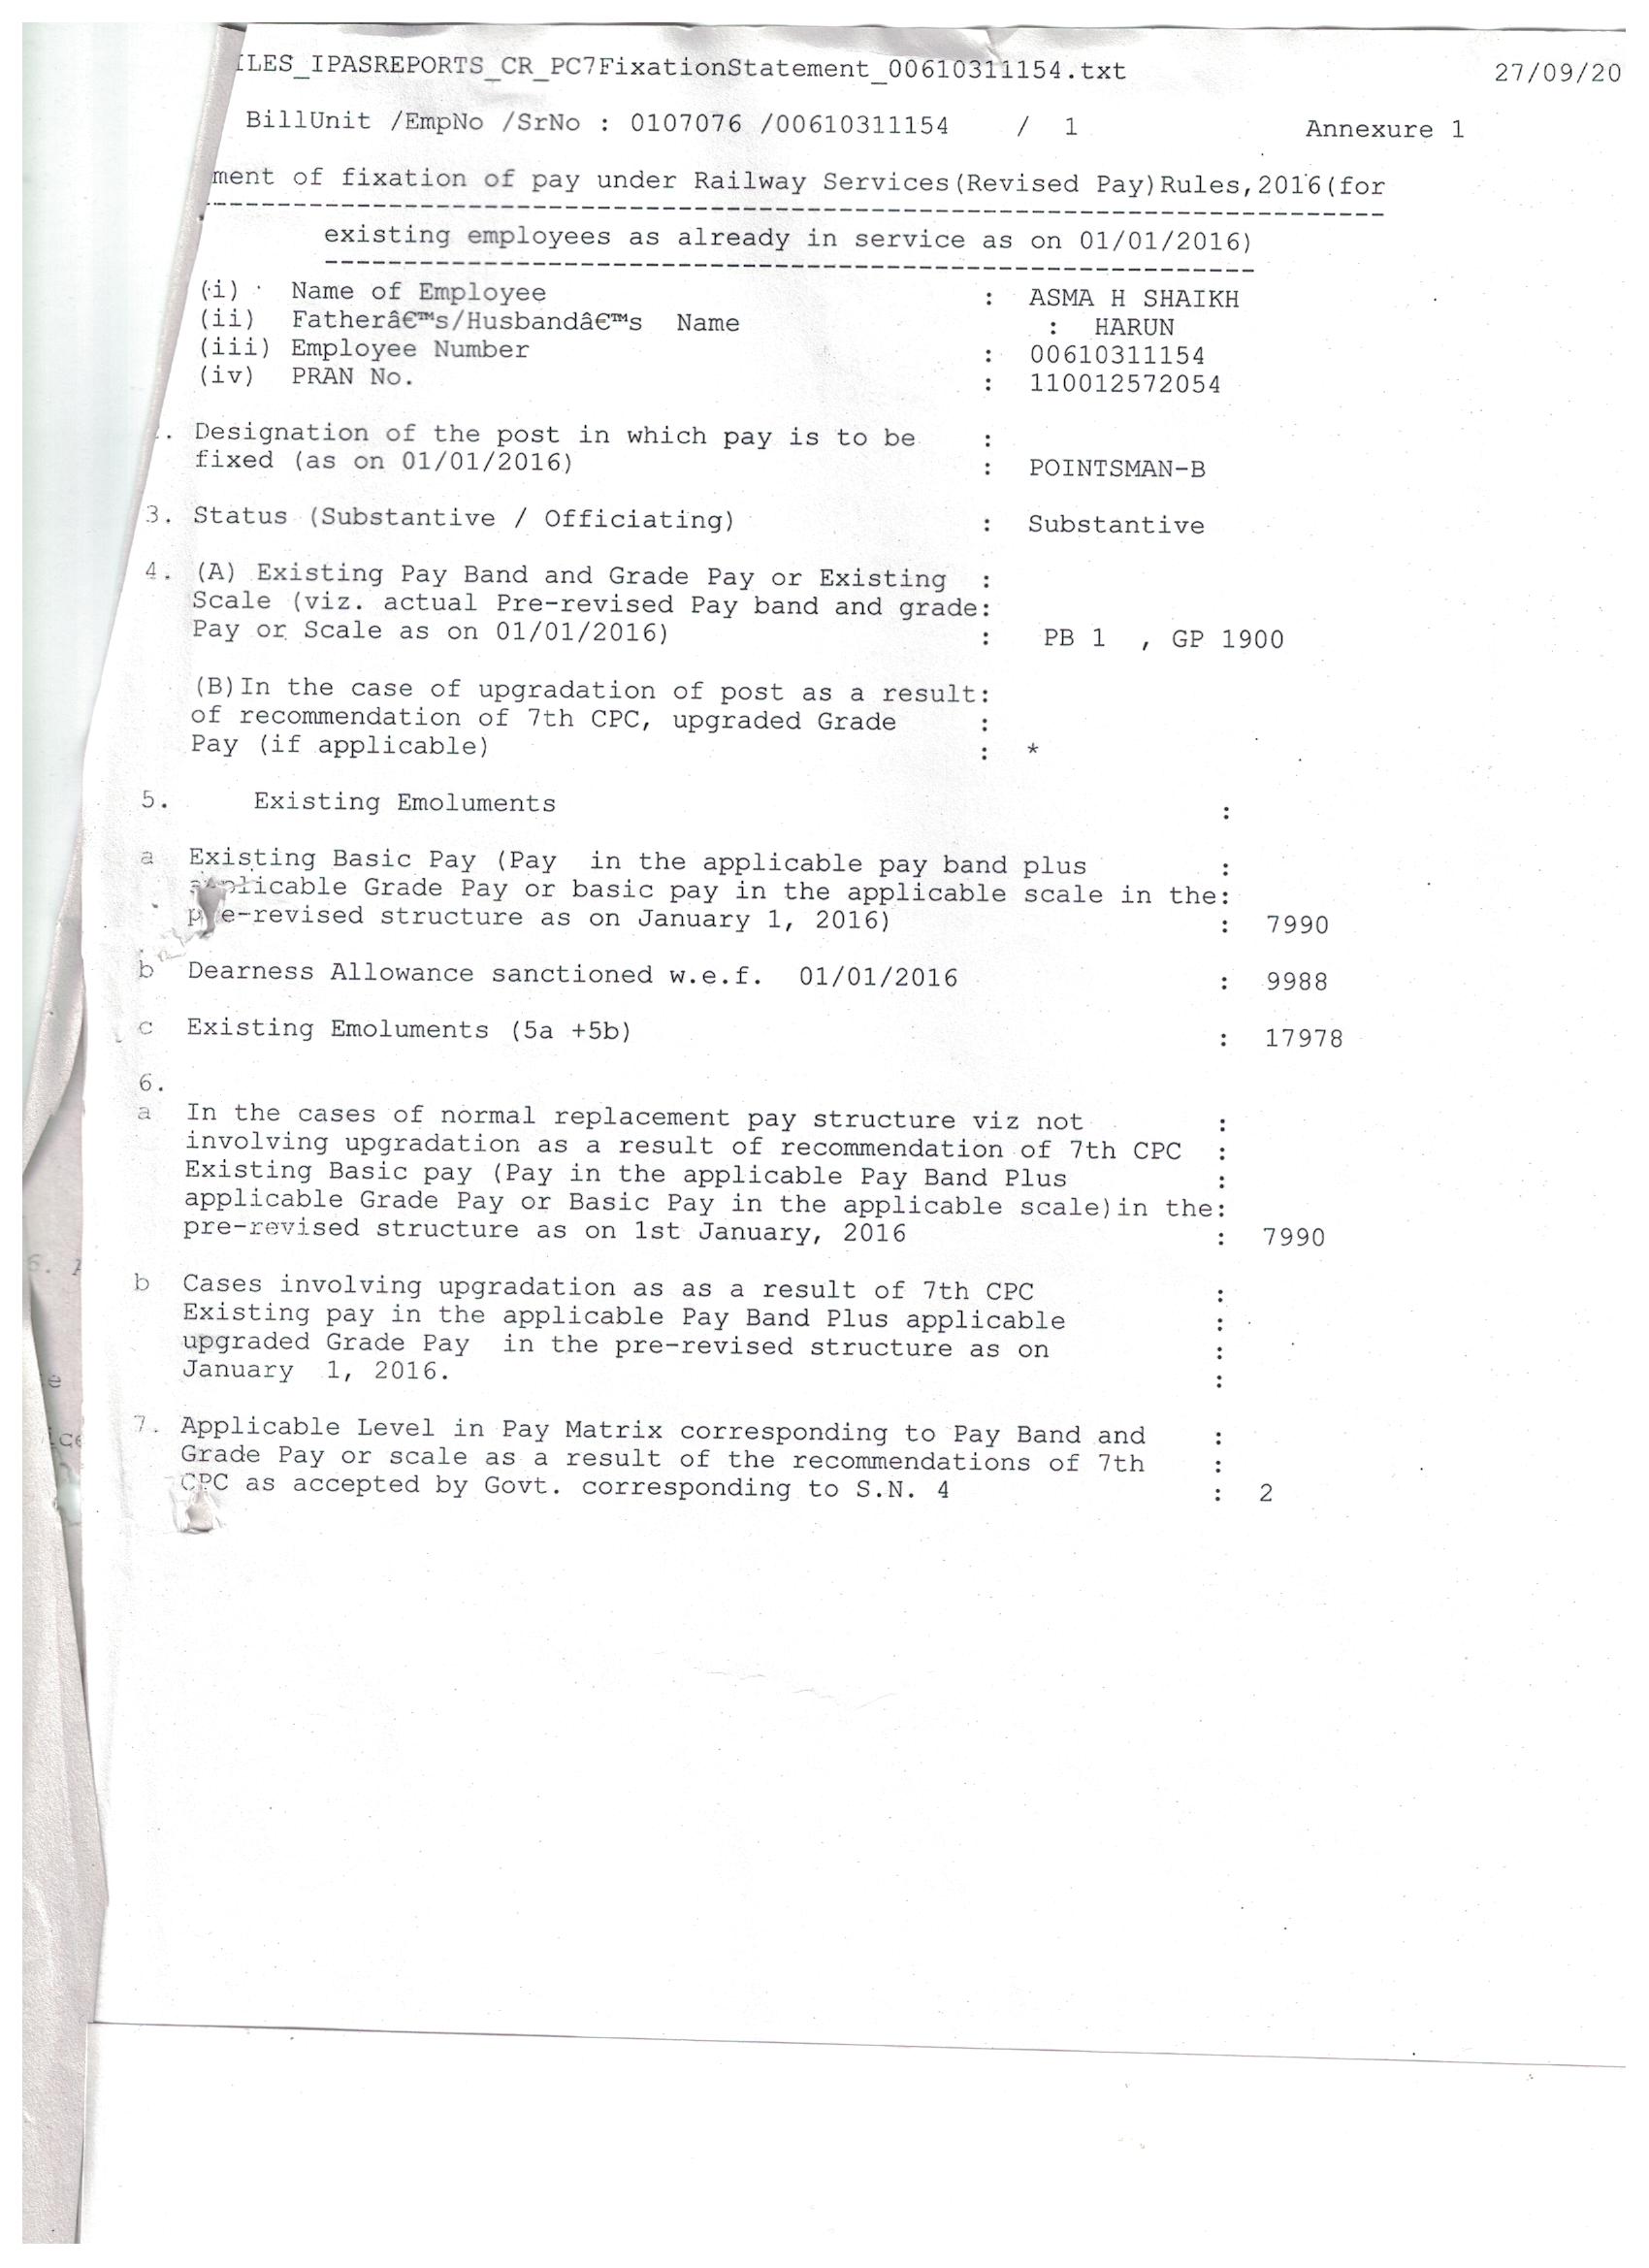 ILES_IPASREPORTS_CR_PC7FixationStatement_00610311154.txt 27/09/20
BillUnit /EmpNo /SrNo : 0107076 /00610311154 / 1 Annexure 1
ment of fixation of pay under Railway Services(Revised Pay)Rules,2016(for
existing employees as already in service as on 01/01/2016)
(i) Name of Employee : ASMA H SHAIKH
(ii) Fatherâ€™s/Husbandâ€™s Name : HARUN
(iii) Employee Number : 00610311154
(iv) PRAN No. : 110012572054
. Designation of the post in which pay is to be :
fixed (as on 01/01/2016) : POINTSMAN-B
3. Status (Substantive / Officiating) : Substantive
4. (A) Existing Pay Band and Grade Pay or Existing :
Scale (viz. actual Pre-revised Pay band and grade:
Pay or Scale as on 01/01/2016) : PB 1 , GP 1900
(B)In the case of upgradation of post as a result:
of recommendation of 7th CPC, upgraded Grade :
Pay (if applicable) : *
5. Existing Emoluments :
a Existing Basic Pay (Pay in the applicable pay band plus :
applicable Grade Pay or basic pay in the applicable scale in the:
pre-revised structure as on January 1, 2016) : 7990
b Dearness Allowance sanctioned w.e.f. 01/01/2016 : 9988
c Existing Emoluments (5a +5b) : 17978
6.
a In the cases of normal replacement pay structure viz not :
involving upgradation as a result of recommendation of 7th CPC :
Existing Basic pay (Pay in the applicable Pay Band Plus :
applicable Grade Pay or Basic Pay in the applicable scale)in the:
pre-revised structure as on 1st January, 2016 : 7990
b Cases involving upgradation as as a result of 7th CPC :
Existing pay in the applicable Pay Band Plus applicable :
upgraded Grade Pay in the pre-revised structure as on :
January 1, 2016. :
7. Applicable Level in Pay Matrix corresponding to Pay Band and :
Grade Pay or scale as a result of the recommendations of 7th :
CPC as accepted by Govt. corresponding to S.N. 4 : 2